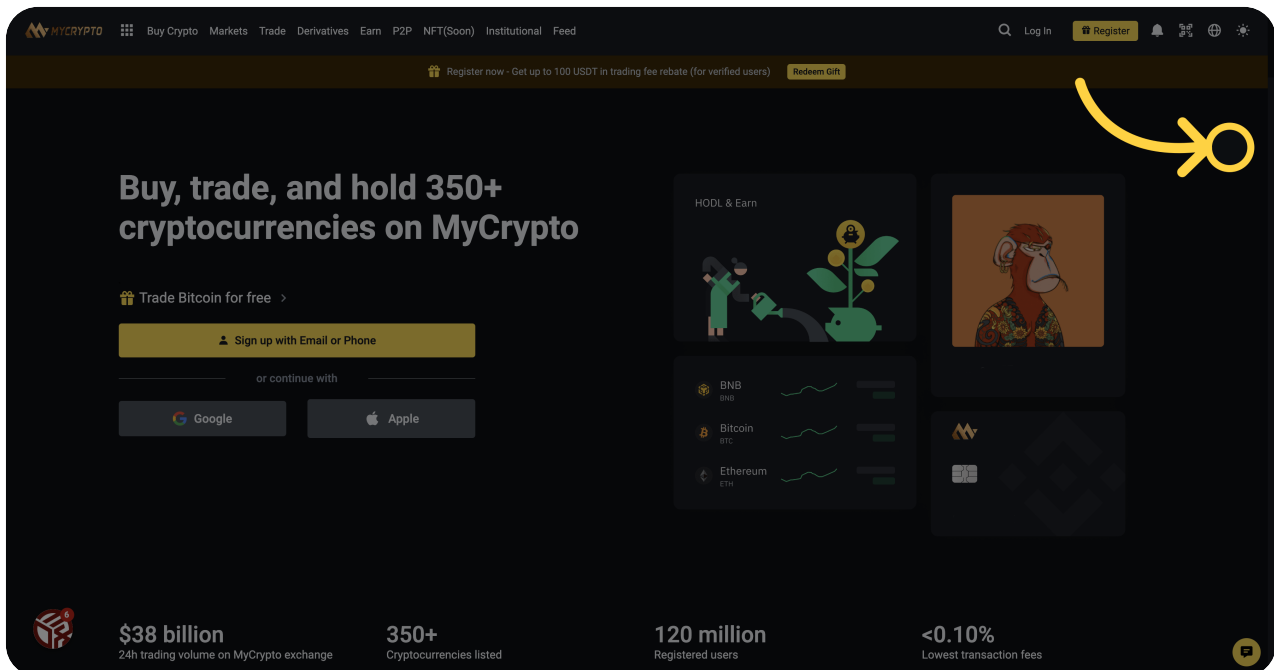 MYCRYPTO
Buy Crypto Markets Trade Derivatives Earn P2P NFT(Soon) Institutional Feed
Log In
Register
Register now - Get up to 100 USDT in trading fee rebate (for verified users)
Redeem Gift
Buy, trade, and hold 350+
cryptocurrencies on MyCrypto
Trade Bitcoin for free
Sign up with Email or Phone
or continue with
Google
Apple
HODL & Earn
BNB
BNB
Bitcoin
BTC
Ethereum
ETH
6
$38 billion
24h trading volume on MyCrypto exchange
350+
Cryptocurrencies listed
120 million
Registered users
<0.10%
Lowest transaction fees